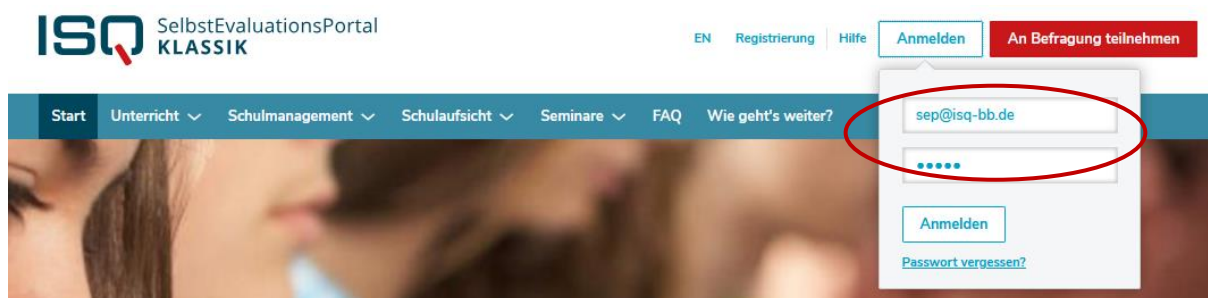 ISQ SelbstEvaluationsPortal
KLASSIK
EN Registrierung Hilfe Anmelden An Befragung teilnehmen
Start Unterricht Schulmanagement Schulaufsicht Seminare FAQ Wie geht's weiter?
sep@isq-bb.de
•••••
Anmelden
Passwort vergessen?